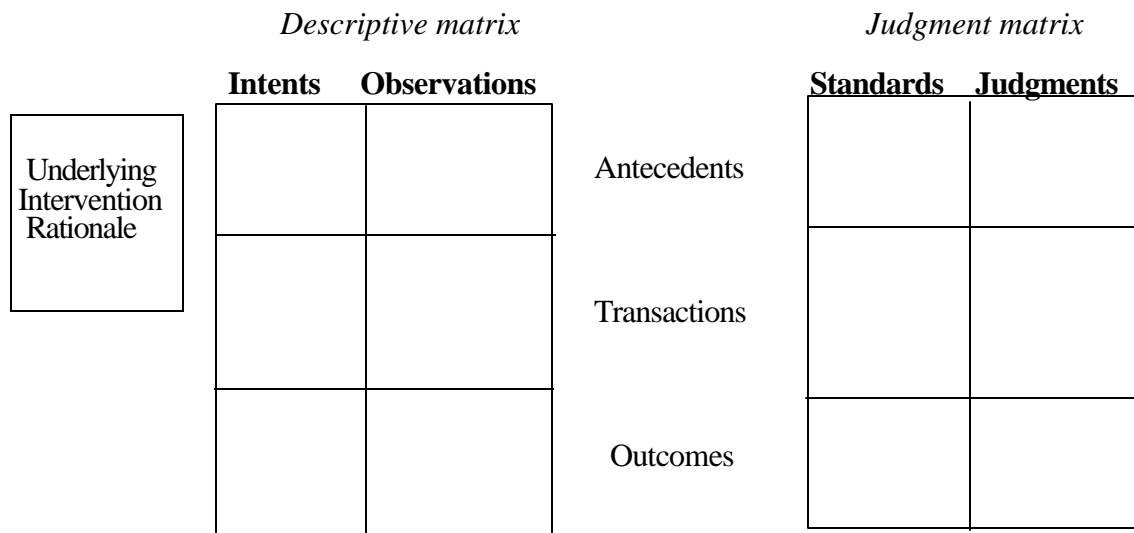 Descriptive matrix Judgment matrix
Intents Observations Standards Judgments
Underlying
Intervention
Rationale
Antecedents
Transactions
Outcomes